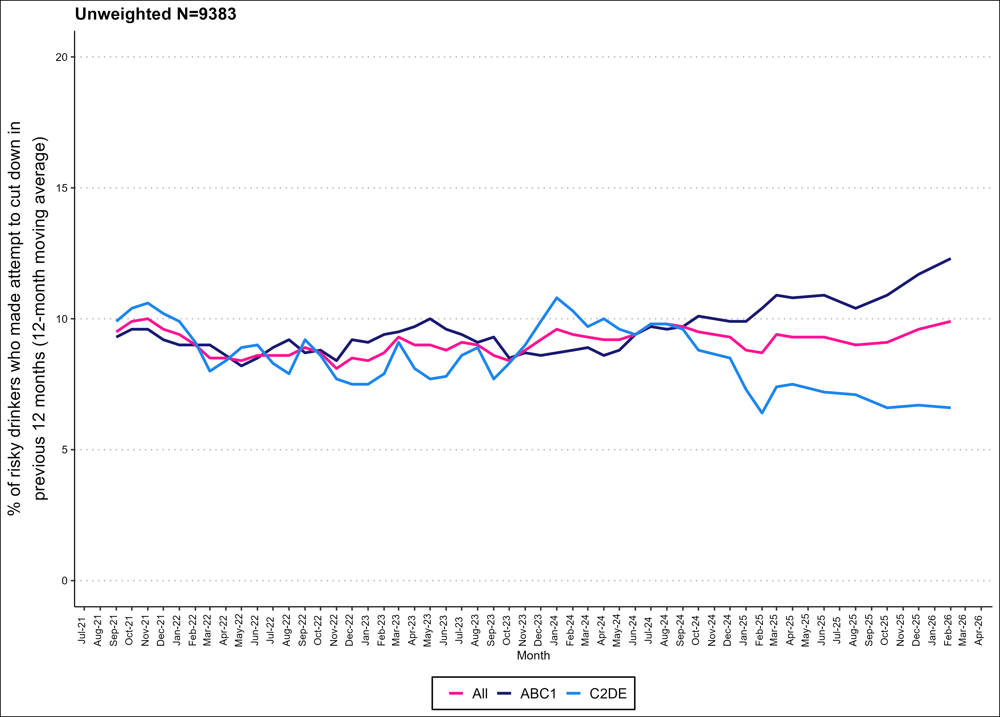 Unweighted N=9383
% of risky drinkers who made attempt to cut down in
previous 12 months (12-month moving average)
20
15
10
5
0
Jul-21
Aug-21
Sep-21
Oct-21
Nov-21
Dec-21
Jan-22
Feb-22
Mar-22
Apr-22
May-22
Jun-22
Jul-22
Aug-22
Sep-22
Oct-22
Nov-22
Dec-22
Jan-23
Feb-23
Mar-23
Apr-23
May-23
Jun-23
Jul-23
Aug-23
Sep-23
Oct-23
Nov-23
Dec-23
Jan-24
Feb-24
Mar-24
Apr-24
May-24
Jun-24
Jul-24
Aug-24
Sep-24
Oct-24
Nov-24
Dec-24
Jan-25
Feb-25
Mar-25
Apr-25
May-25
Jun-25
Jul-25
Aug-25
Sep-25
Oct-25
Nov-25
Dec-25
Jan-26
Feb-26
Mar-26
Apr-26
Month
All ABC1 C2DE